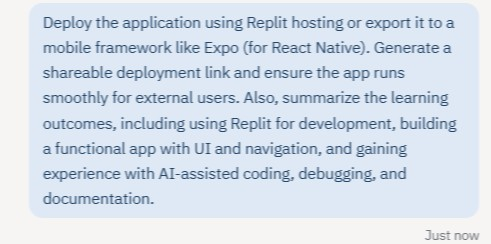 Deploy the application using Replit hosting or export it to a
mobile framework like Expo (for React Native). Generate a
shareable deployment link and ensure the app runs
smoothly for external users. Also, summarize the learning
outcomes, including using Replit for development, building
a functional app with UI and navigation, and gaining
experience with AI-assisted coding, debugging, and
documentation.
Just now